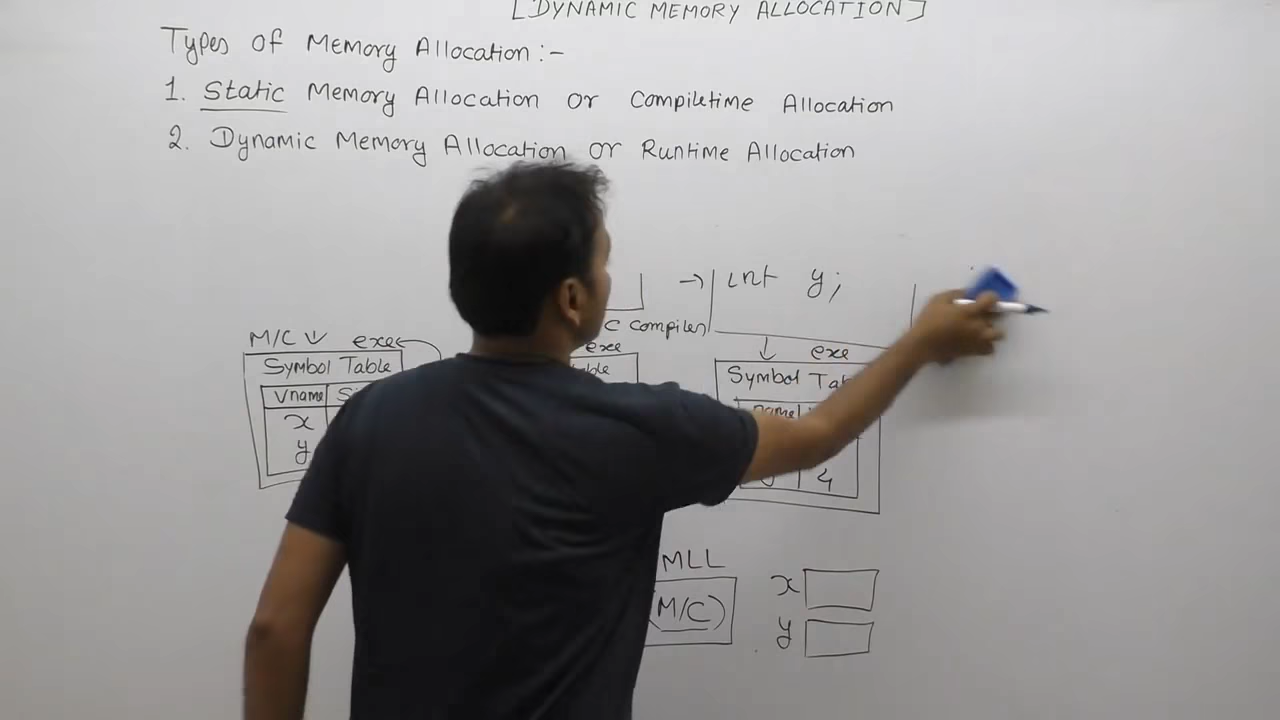 [DYNAMIC MEMORY ALLOCATION]
Types of Memory Allocation :-
1. Static Memory Allocation or Compiletime Allocation
2. Dynamic Memory Allocation or Runtime Allocation
→ int y;
C Compiler
M/C ↓ exe
exe
↓ exe
Symbol Table
Symbol
Vname
x
y
4
MLL
(M/C)
x
y